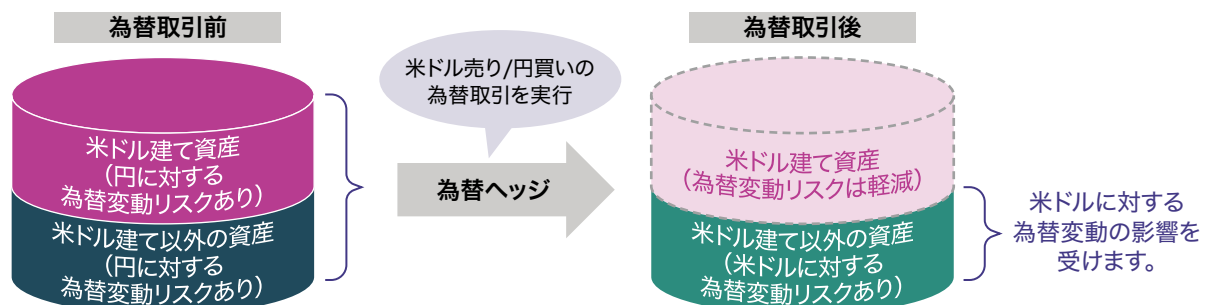 為替取引前
米ドル建て資産
(円に対する
為替変動リスクあり)
米ドル建て以外の資産
(円に対する
為替変動リスクあり)
米ドル売り/円買いの
為替取引を実行
為替ヘッジ
為替取引後
米ドル建て資産
(為替変動リスクは軽減)
米ドル建て以外の資産
(米ドルに対する
為替変動リスクあり)
米ドルに対する
為替変動の影響を
受けます。